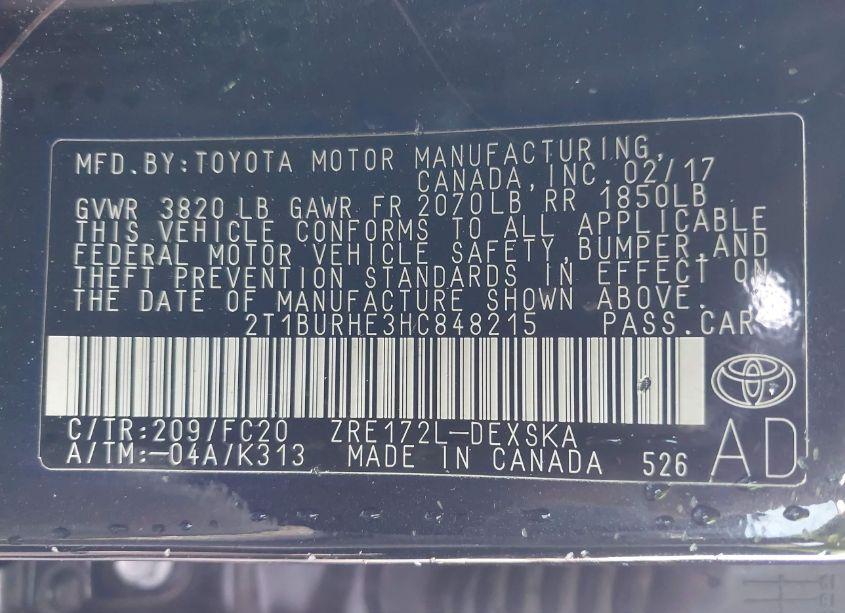 MFD.BY:TOYOTA MOTOR MANUFACTURING,
CANADA,INC. 02/17
GVWR 3820 LB GAWR FR 2070LB RR 1850LB
THIS VEHICLE CONFORMS TO ALL APPLICABLE
FEDERAL MOTOR VEHICLE SAFETY,BUMPER,AND
THEFT PREVENTION STANDARDS IN EFFECT ON
THE DATE OF MANUFACTURE SHOWN ABOVE.
2T1BURHE3HC848215 PASS.CAR
C/TR:209/FC20 ZRE172L-DEXSKA
A/TM:-04A/K313 MADE IN CANADA 526 AD